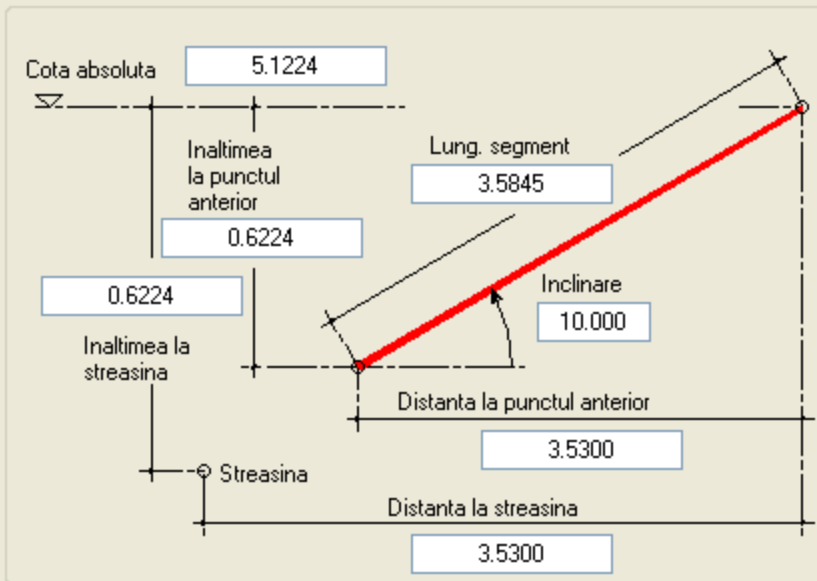 Cota absoluta
5.1224
Inaltimea
la punctul
anterior
Lung. segment
3.5845
0.6224
0.6224
Inclinare
10.000
Inaltimea la
streasina
Distanta la punctul anterior
3.5300
Streasina
Distanta la streasina
3.5300